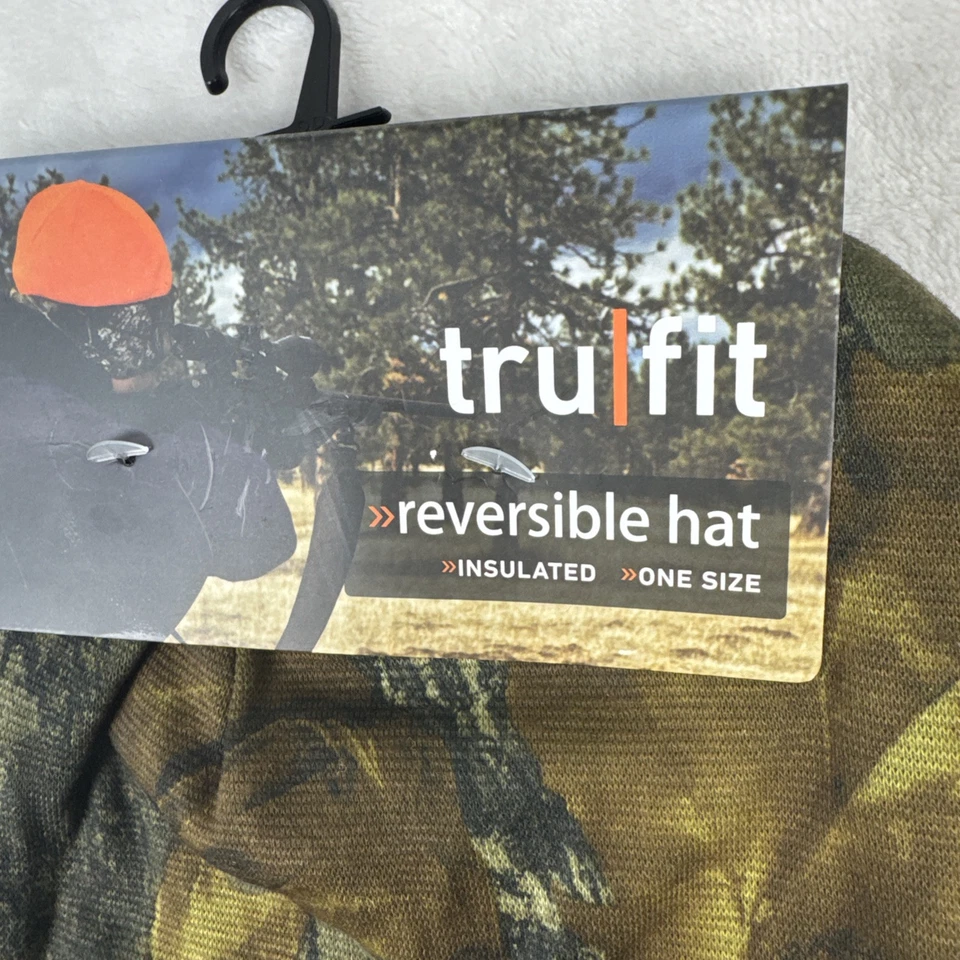 tru|fit
»reversible hat
»INSULATED »ONE SIZE